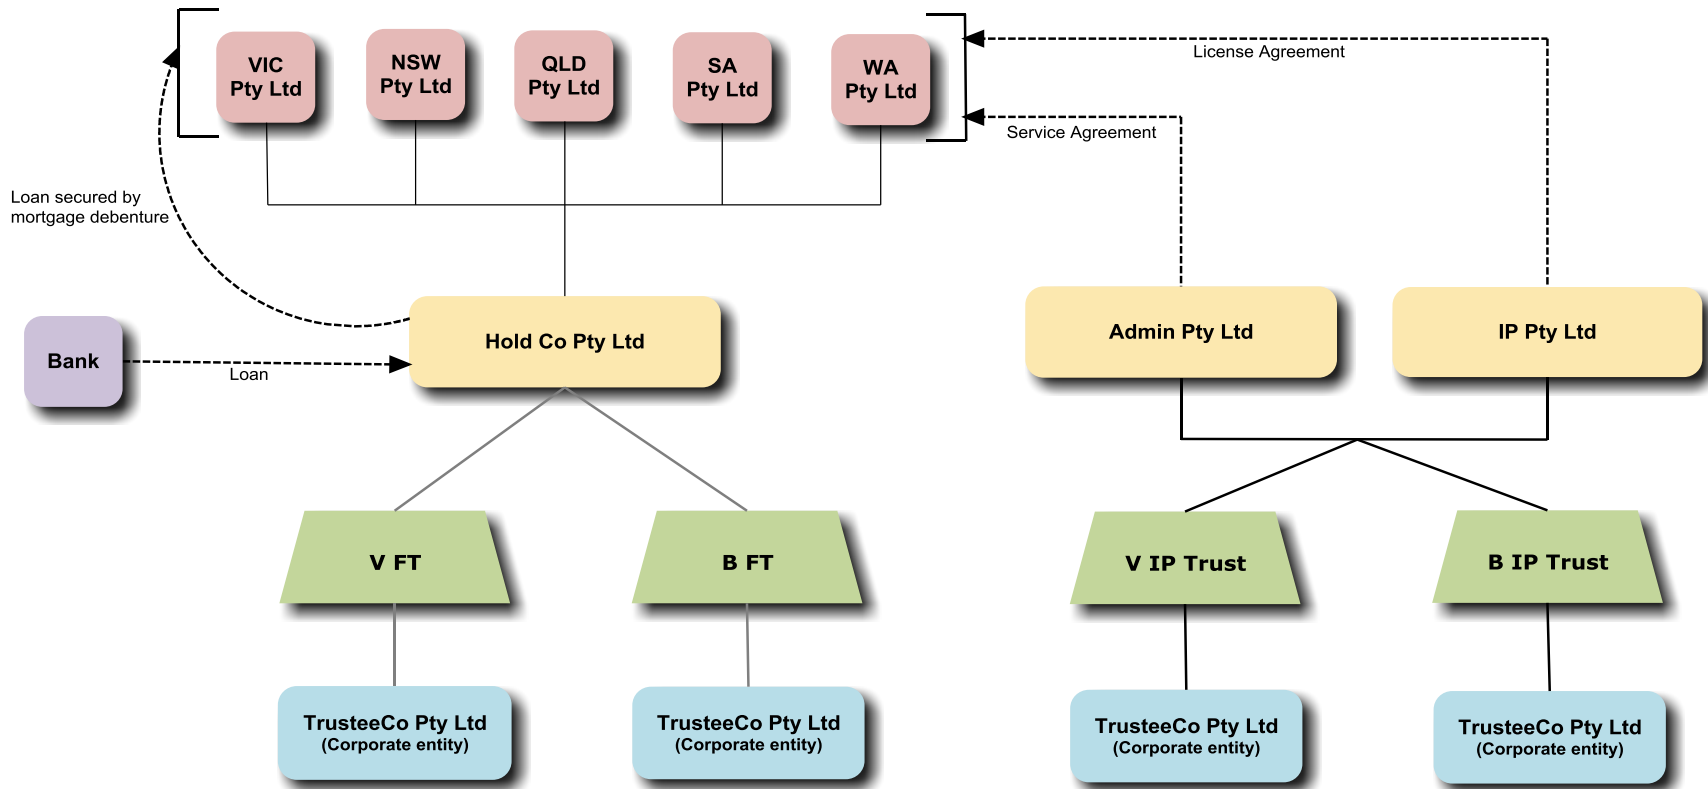 VIC
Pty Ltd
NSW
Pty Ltd
QLD
Pty Ltd
SA
Pty Ltd
WA
Pty Ltd
License Agreement
Service Agreement
Loan secured by
mortgage debenture
Bank
Loan
Hold Co Pty Ltd
Admin Pty Ltd
IP Pty Ltd
V FT
B FT
V IP Trust
B IP Trust
TrusteeCo Pty Ltd
(Corporate entity)
TrusteeCo Pty Ltd
(Corporate entity)
TrusteeCo Pty Ltd
(Corporate entity)
TrusteeCo Pty Ltd
(Corporate entity)